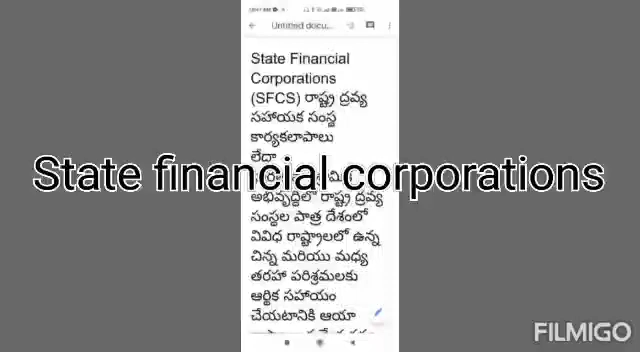 Untitled docu...
State Financial
Corporations
(SFCS) రాష్ట్ర ద్రవ్య
సహాయక సంస్థ
కార్యకలాపాలు
లేదా
State financial corporations
అభివృద్ధిలో రాష్ట్ర ద్రవ్య
సంస్థల పాత్ర దేశంలో
వివిధ రాష్ట్రాలలో ఉన్న
చిన్న మరియు మధ్య
తరహా పరిశ్రమలకు
ఆర్థిక సహాయం
చేయటానికి ఆయా
FILMIGO